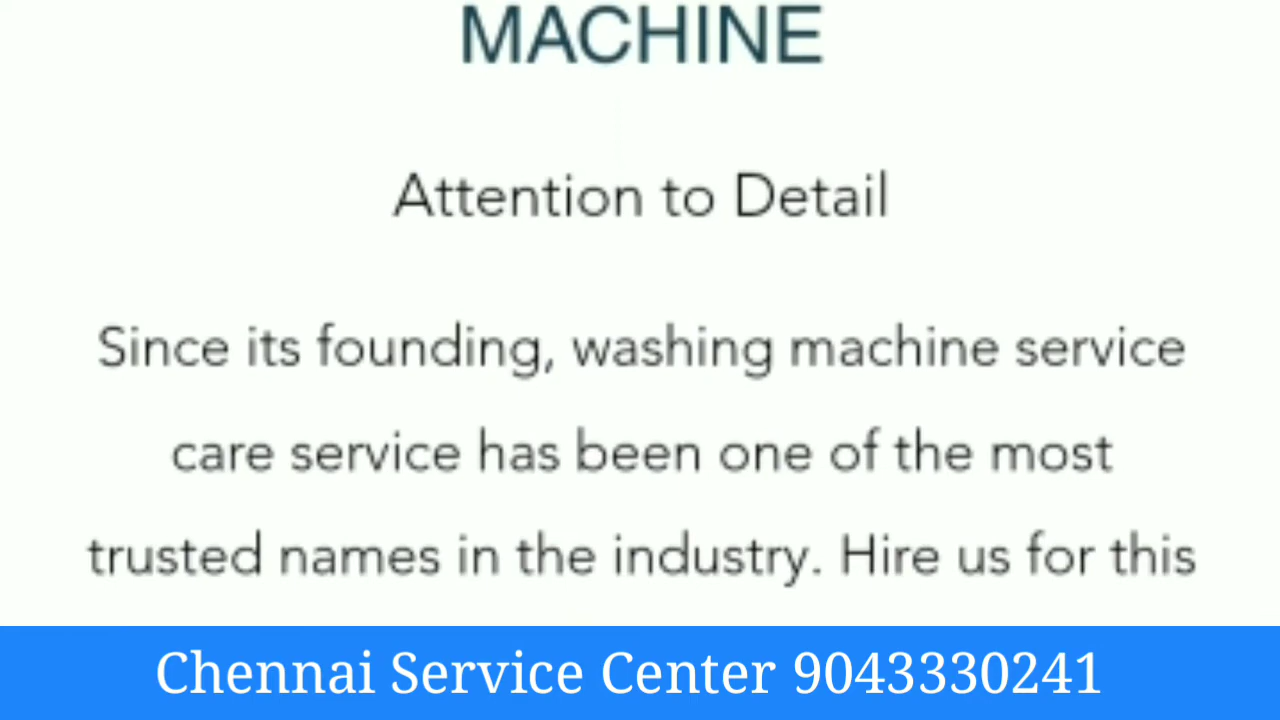 MACHINE
Attention to Detail
Since its founding, washing machine service
care service has been one of the most
trusted names in the industry. Hire us for this
Chennai Service Center 9043330241